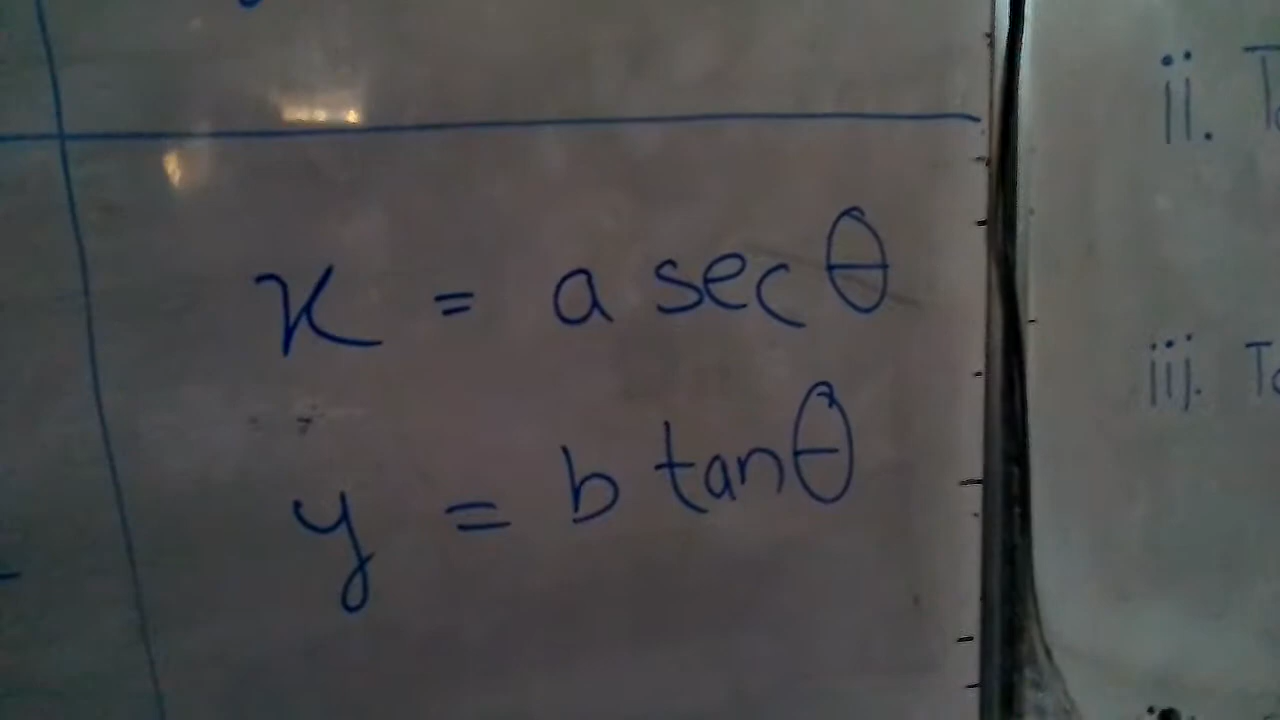 x = a sec θ
y = b tan θ
ii.
iii.